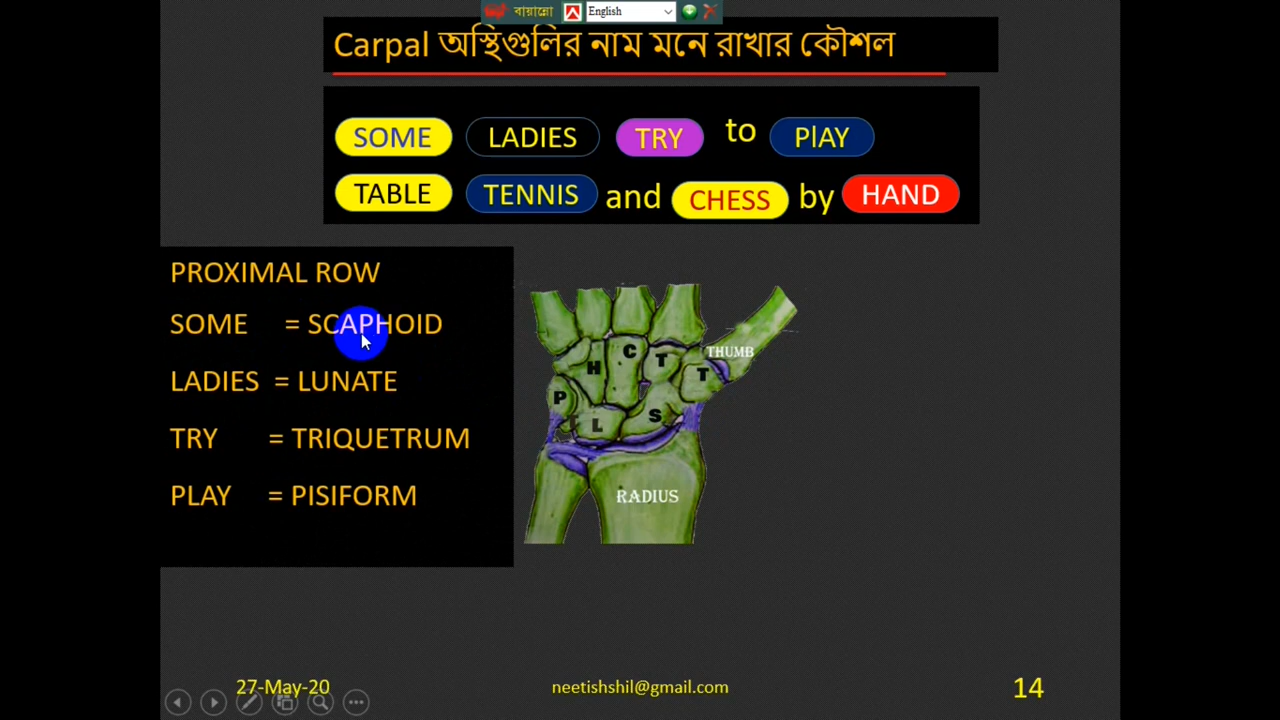 বায়ান্নো English
Carpal অস্থিগুলির নাম মনে রাখার কৌশল
SOME LADIES TRY to PlAY
TABLE TENNIS and CHESS by HAND
PROXIMAL ROW
SOME = SCAPHOID
LADIES = LUNATE
TRY = TRIQUETRUM
PLAY = PISIFORM
THUMB
H C T T
P T L S
RADIUS
27-May-20 neetishshil@gmail.com 14